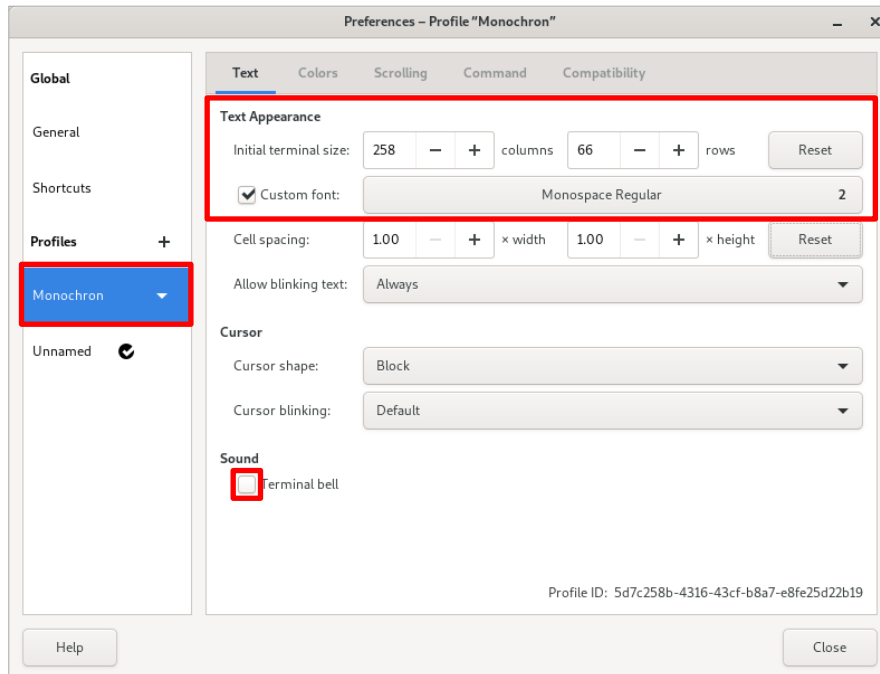 Preferences – Profile “Monochron”
Global
General
Shortcuts
Profiles +
Monochron
Unnamed
Text Colors Scrolling Command Compatibility
Text Appearance
Initial terminal size: 258 − + columns 66 − + rows Reset
Custom font: Monospace Regular 2
Cell spacing: 1.00 − + × width 1.00 − + × height Reset
Allow blinking text: Always
Cursor
Cursor shape: Block
Cursor blinking: Default
Sound
Terminal bell
Profile ID: 5d7c258b-4316-43cf-b8a7-e8fe25d22b19
Help Close